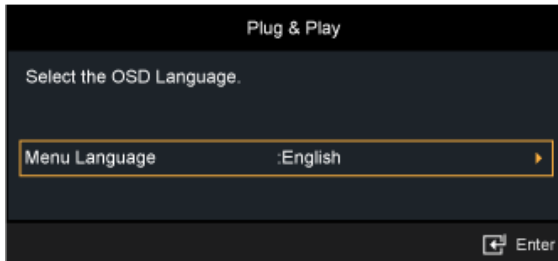 Plug & Play
Select the OSD Language.
Menu Language :English
Enter